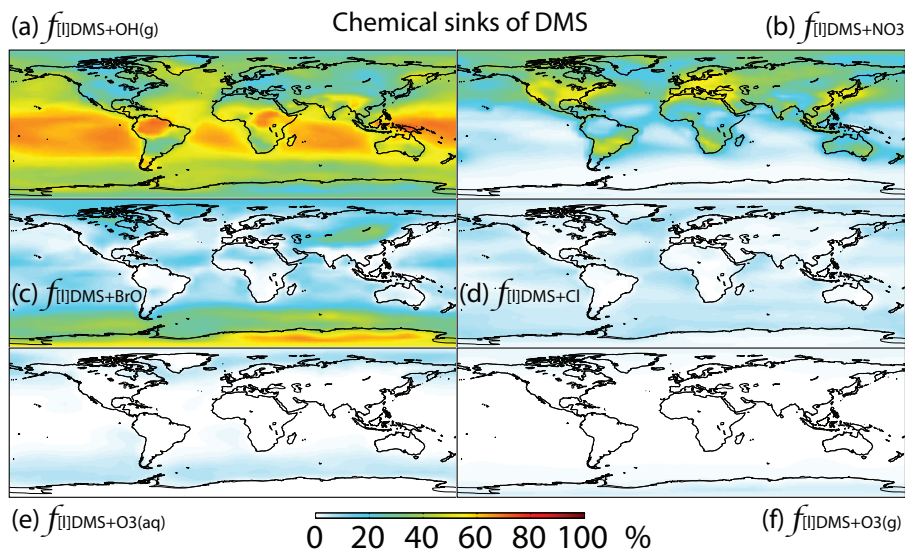 Chemical sinks of DMS
(a) f[I]DMS+OH(g)
(b) f[I]DMS+NO3
(c) f[I]DMS+BrO
(d) f[I]DMS+Cl
(e) f[I]DMS+O3(aq)
(f) f[I]DMS+O3(g)
0 20 40 60 80 100 %